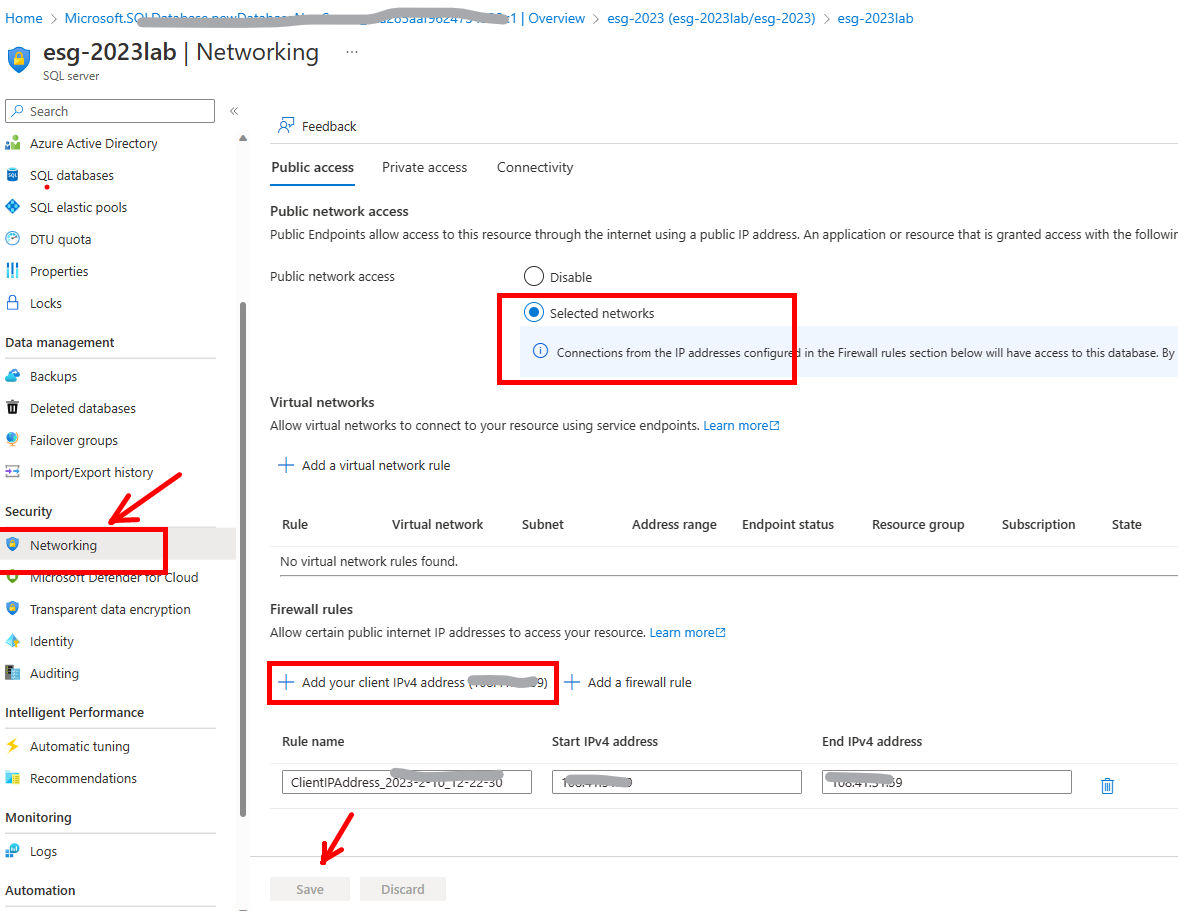 Home > Microsoft.SQLDatabase.newDatabaseNew :1 | Overview > esg-2023 (esg-2023lab/esg-2023) > esg-2023lab
esg-2023lab | Networking ...
SQL server
Search «
Feedback
Azure Active Directory
SQL databases
SQL elastic pools
DTU quota
Properties
Locks
Data management
Backups
Deleted databases
Failover groups
Import/Export history
Security
Networking
Microsoft Defender for Cloud
Transparent data encryption
Identity
Auditing
Intelligent Performance
Automatic tuning
Recommendations
Monitoring
Logs
Automation
Public access Private access Connectivity
Public network access
Public Endpoints allow access to this resource through the internet using a public IP address. An application or resource that is granted access with the followin
Public network access
Disable
Selected networks
Connections from the IP addresses configured in the Firewall rules section below will have access to this database. By
Virtual networks
Allow virtual networks to connect to your resource using service endpoints. Learn more
+ Add a virtual network rule
Rule Virtual network Subnet Address range Endpoint status Resource group Subscription State
No virtual network rules found.
Firewall rules
Allow certain public internet IP addresses to access your resource. Learn more
+ Add your client IPv4 address ( 9) + Add a firewall rule
Rule name Start IPv4 address End IPv4 address
ClientIPAddress_2023-2-10_12-22-30
Save Discard